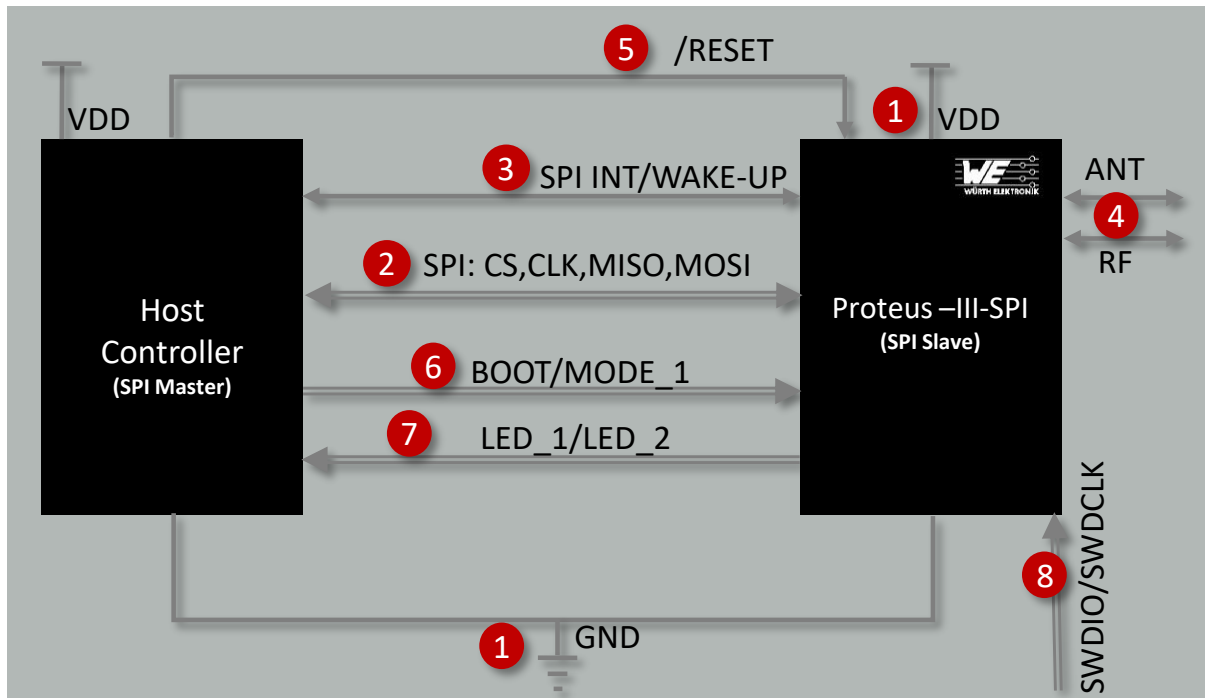 5 /RESET
VDD
1
VDD
3 SPI INT/WAKE-UP
WE
WÜRTH ELEKTRONIK
ANT
4
RF
2 SPI: CS,CLK,MISO,MOSI
Host
Controller
(SPI Master)
Proteus –III-SPI
(SPI Slave)
6 BOOT/MODE_1
7 LED_1/LED_2
8 SWDIO/SWDCLK
1 GND